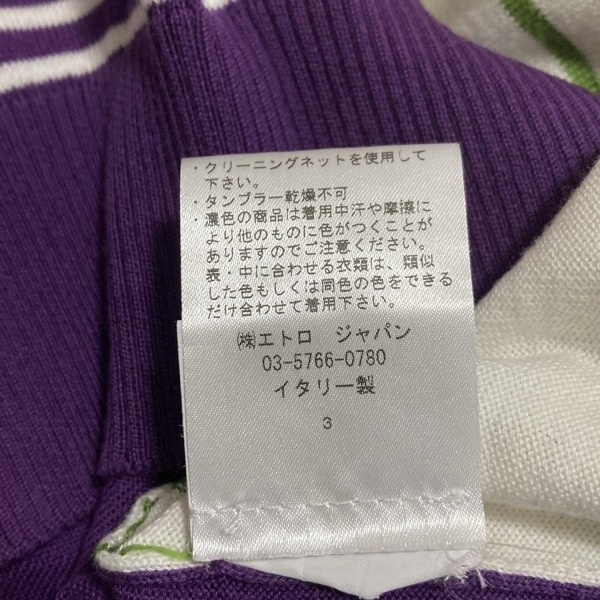 ・クリーニングネットを使用して
下さい。
・タンブラー乾燥不可
・濃色の商品は着用中汗や摩擦に
より他のものに色がつくことが
ありますのでご注意ください。
表・中に合わせる衣類は、類似
した色もしくは同色の色をできる
だけ合わせて着用下さい。
㈱エトロ ジャパン
03-5766-0780
イタリー製
3